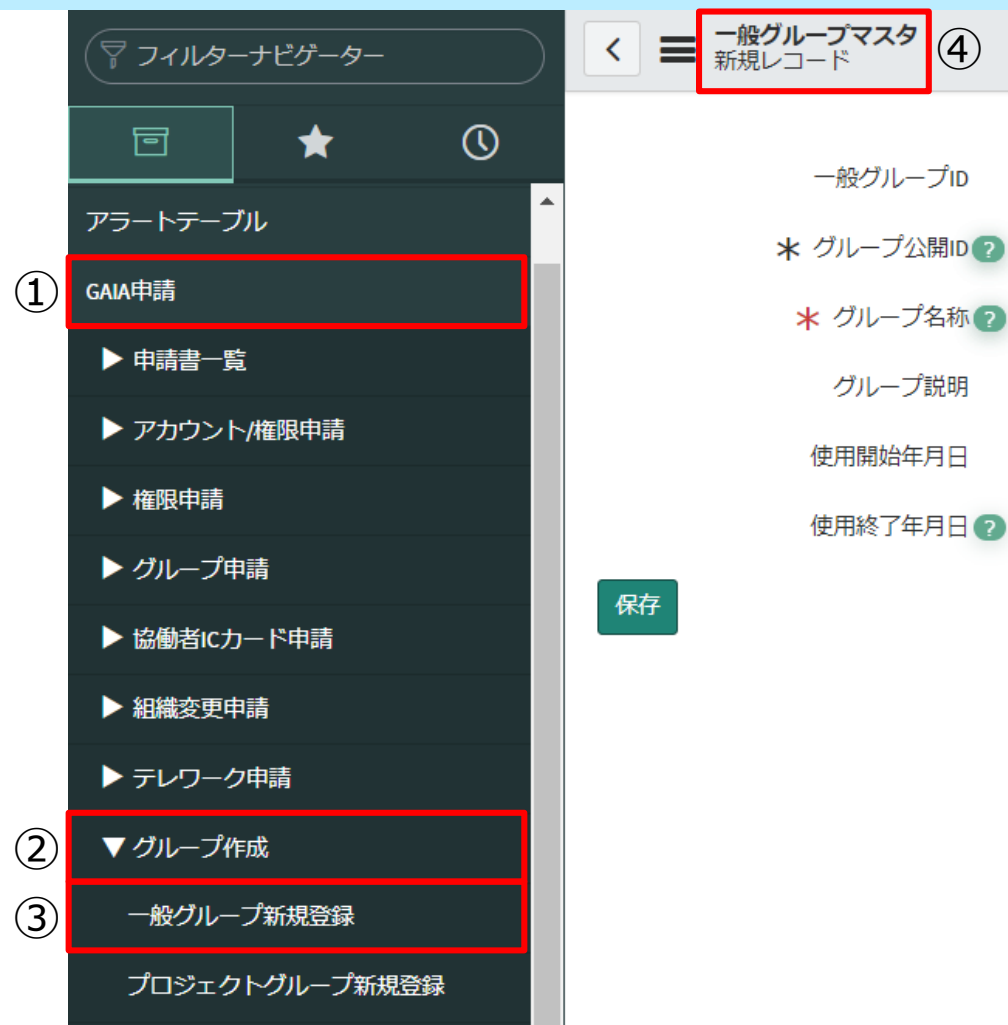 フィルターナビゲーター
アラートテーブル
① GAIA申請
▶ 申請書一覧
▶ アカウント/権限申請
▶ 権限申請
▶ グループ申請
▶ 協働者ICカード申請
▶ 組織変更申請
▶ テレワーク申請
② ▼ グループ作成
③ 一般グループ新規登録
プロジェクトグループ新規登録
一般グループマスタ ④
新規レコード
一般グループID
* グループ公開ID ?
* グループ名称 ?
グループ説明
使用開始年月日
使用終了年月日 ?
保存